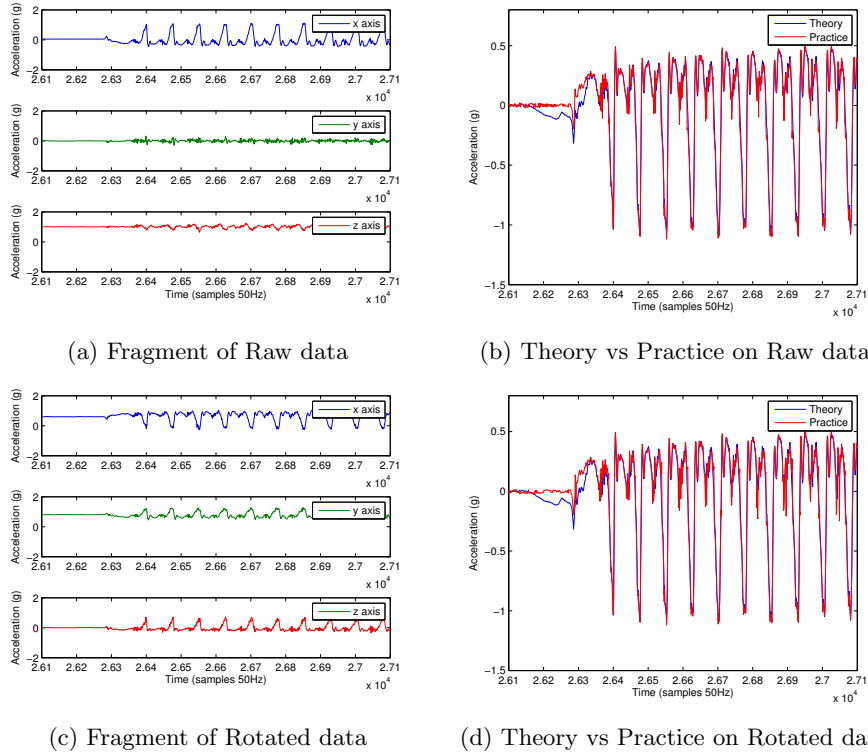 Acceleration (g)
2
0
−2
x axis
2.61 2.62 2.63 2.64 2.65 2.66 2.67 2.68 2.69 2.7 2.71
x 10^4
Acceleration (g)
2
0
−2
y axis
2.61 2.62 2.63 2.64 2.65 2.66 2.67 2.68 2.69 2.7 2.71
x 10^4
Acceleration (g)
2
0
−2
z axis
2.61 2.62 2.63 2.64 2.65 2.66 2.67 2.68 2.69 2.7 2.71
Time (samples 50Hz)
x 10^4
(a) Fragment of Raw data
Acceleration (g)
0.5
0
−0.5
−1
−1.5
Theory
Practice
2.61 2.62 2.63 2.64 2.65 2.66 2.67 2.68 2.69 2.7 2.71
Time (samples 50Hz)
x 10^4
(b) Theory vs Practice on Raw data
Acceleration (g)
2
0
−2
x axis
2.61 2.62 2.63 2.64 2.65 2.66 2.67 2.68 2.69 2.7 2.71
x 10^4
Acceleration (g)
2
0
−2
y axis
2.61 2.62 2.63 2.64 2.65 2.66 2.67 2.68 2.69 2.7 2.71
x 10^4
Acceleration (g)
2
0
−2
z axis
2.61 2.62 2.63 2.64 2.65 2.66 2.67 2.68 2.69 2.7 2.71
Time (samples 50Hz)
x 10^4
(c) Fragment of Rotated data
Acceleration (g)
0.5
0
−0.5
−1
−1.5
Theory
Practice
2.61 2.62 2.63 2.64 2.65 2.66 2.67 2.68 2.69 2.7 2.71
Time (samples 50Hz)
x 10^4
(d) Theory vs Practice on Rotated da